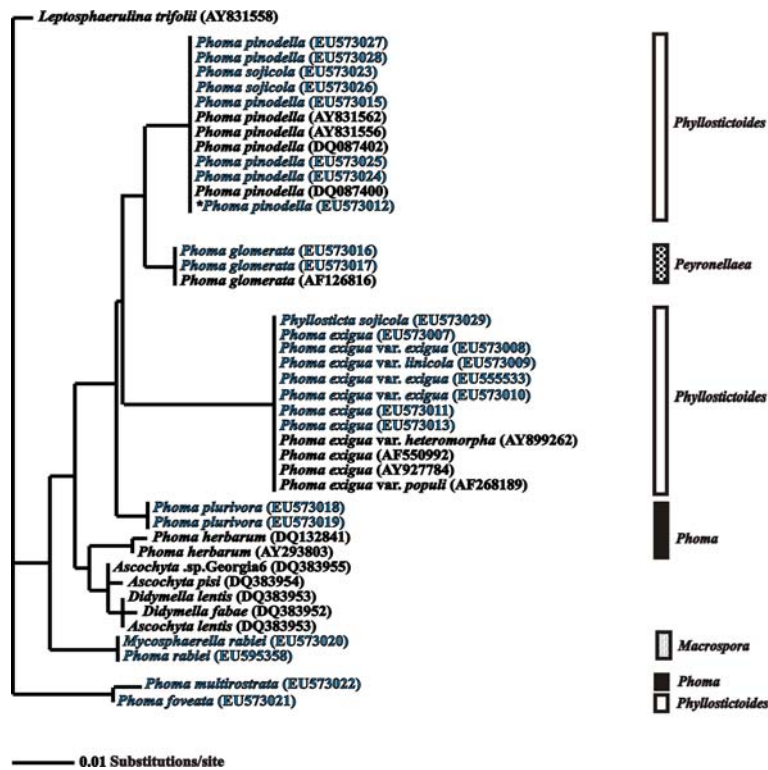 Leptosphaerulina trifolii (AY831558)
Phoma pinodella (EU573027)
Phoma pinodella (EU573028)
Phoma sojicola (EU573023)
Phoma sojicola (EU573026)
Phoma pinodella (EU573015)
Phoma pinodella (AY831562)
Phoma pinodella (AY831556)
Phoma pinodella (DQ087402)
Phoma pinodella (EU573025)
Phoma pinodella (EU573024)
Phoma pinodella (DQ087400)
*Phoma pinodella (EU573012)
Phyllostictoides
Phoma glomerata (EU573016)
Phoma glomerata (EU573017)
Phoma glomerata (AF126816)
Peyronellaea
Phyllosticta sojicola (EU573029)
Phoma exigua (EU573007)
Phoma exigua var. exigua (EU573008)
Phoma exigua var. linicola (EU573009)
Phoma exigua var. exigua (EU555533)
Phoma exigua var. exigua (EU573010)
Phoma exigua (EU573011)
Phoma exigua (EU573013)
Phoma exigua var. heteromorpha (AY899262)
Phoma exigua (AF550992)
Phoma exigua (AY927784)
Phoma exigua var. populi (AF268189)
Phyllostictoides
Phoma plurivora (EU573018)
Phoma plurivora (EU573019)
Phoma herbarum (DQ132841)
Phoma herbarum (AY293803)
Phoma
Ascochyta .sp.Georgia6 (DQ383955)
Ascochyta pisi (DQ383954)
Didymella lentis (DQ383953)
Didymella fabae (DQ383952)
Ascochyta lentis (DQ383953)
Mycosphaerella rabiei (EU573020)
Phoma rabiei (EU595358)
Macrospora
Phoma multirostrata (EU573022)
Phoma foveata (EU573021)
Phoma
Phyllostictoides
0.01 Substitutions/site